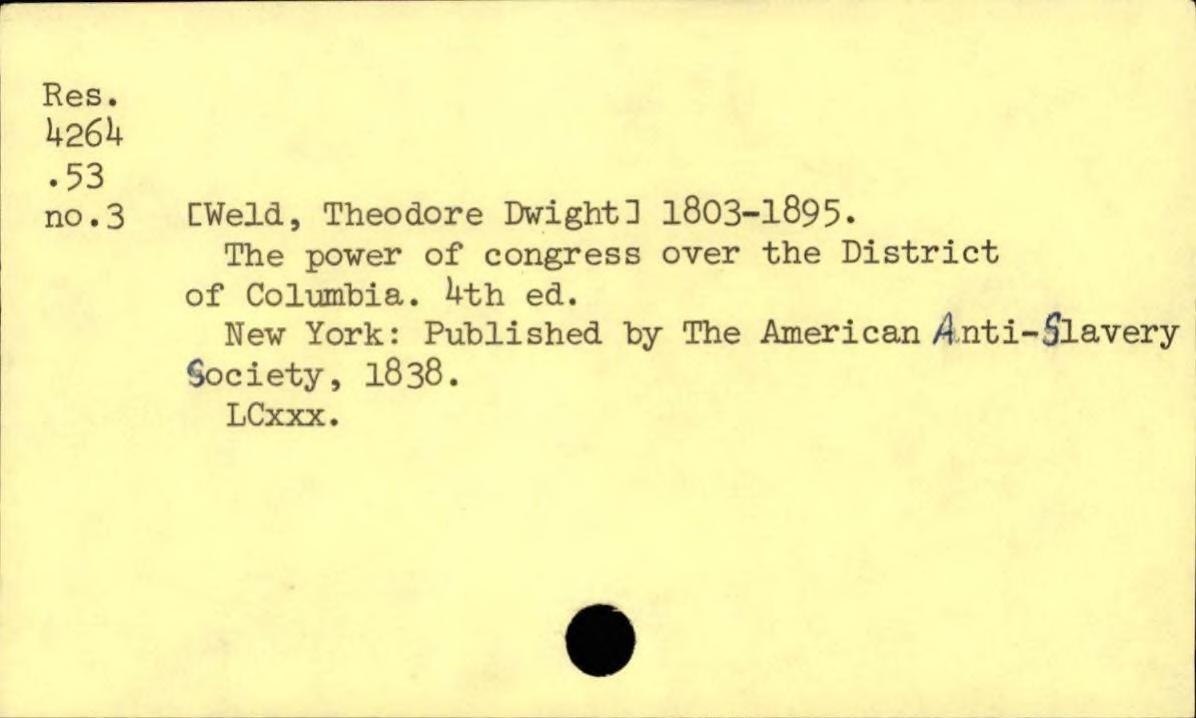 Res.
4264
.53
no.3 [Weld, Theodore Dwight] 1803-1895.
The power of congress over the District
of Columbia. 4th ed.
New York: Published by The American Anti-Slavery
Society, 1838.
LCxxx.